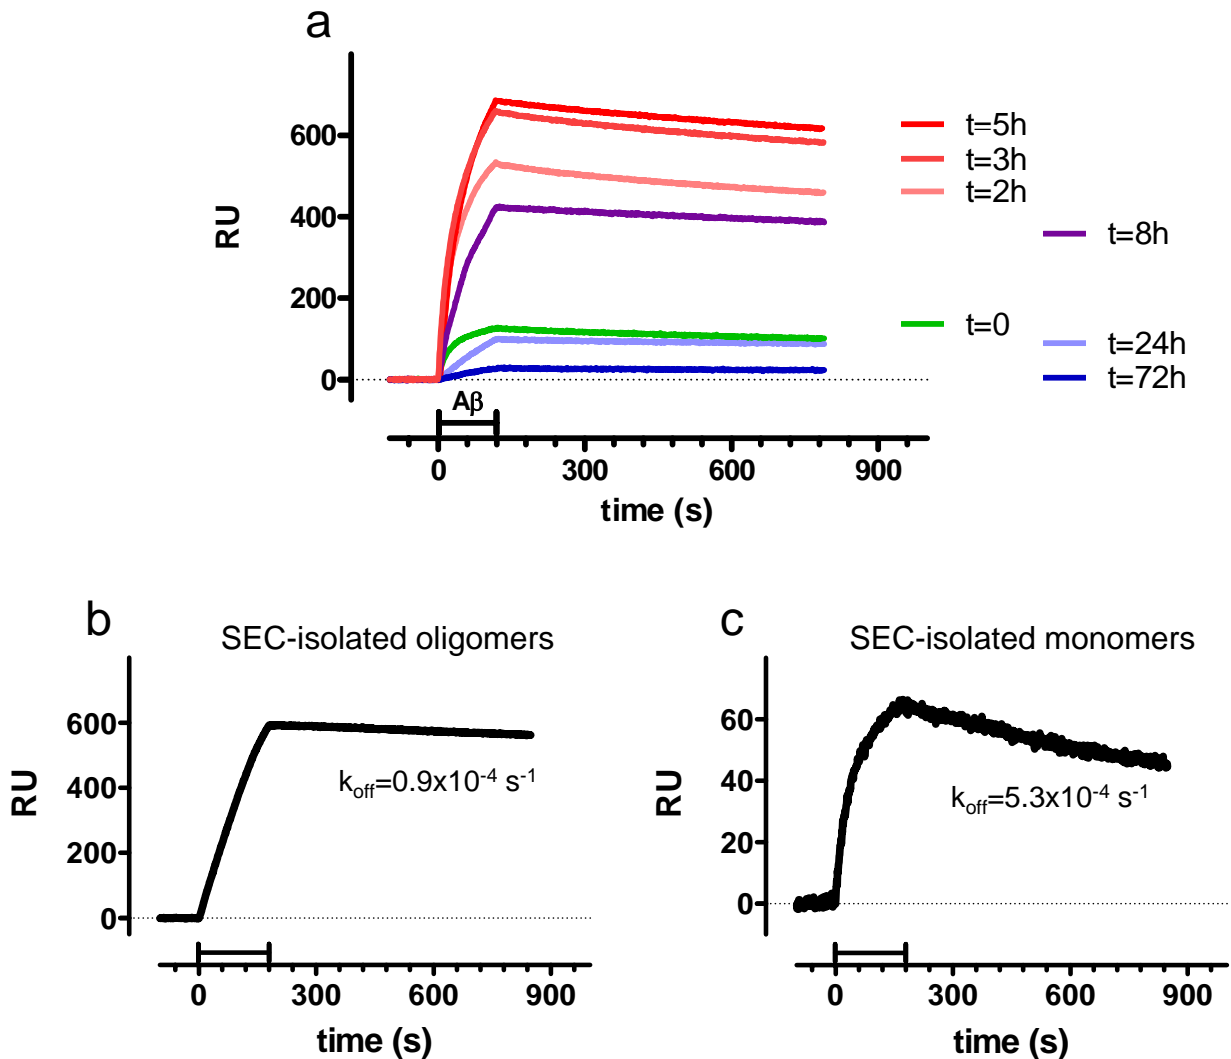 a
RU
600
400
200
0
t=5h
t=3h
t=2h
t=8h
t=0
t=24h
t=72h
Aβ
0 300 600 900
time (s)
b
SEC-isolated oligomers
RU
600
400
200
0
k_off=0.9x10⁻⁴ s⁻¹
0 300 600 900
time (s)
c
SEC-isolated monomers
RU
60
40
20
0
k_off=5.3x10⁻⁴ s⁻¹
0 300 600 900
time (s)